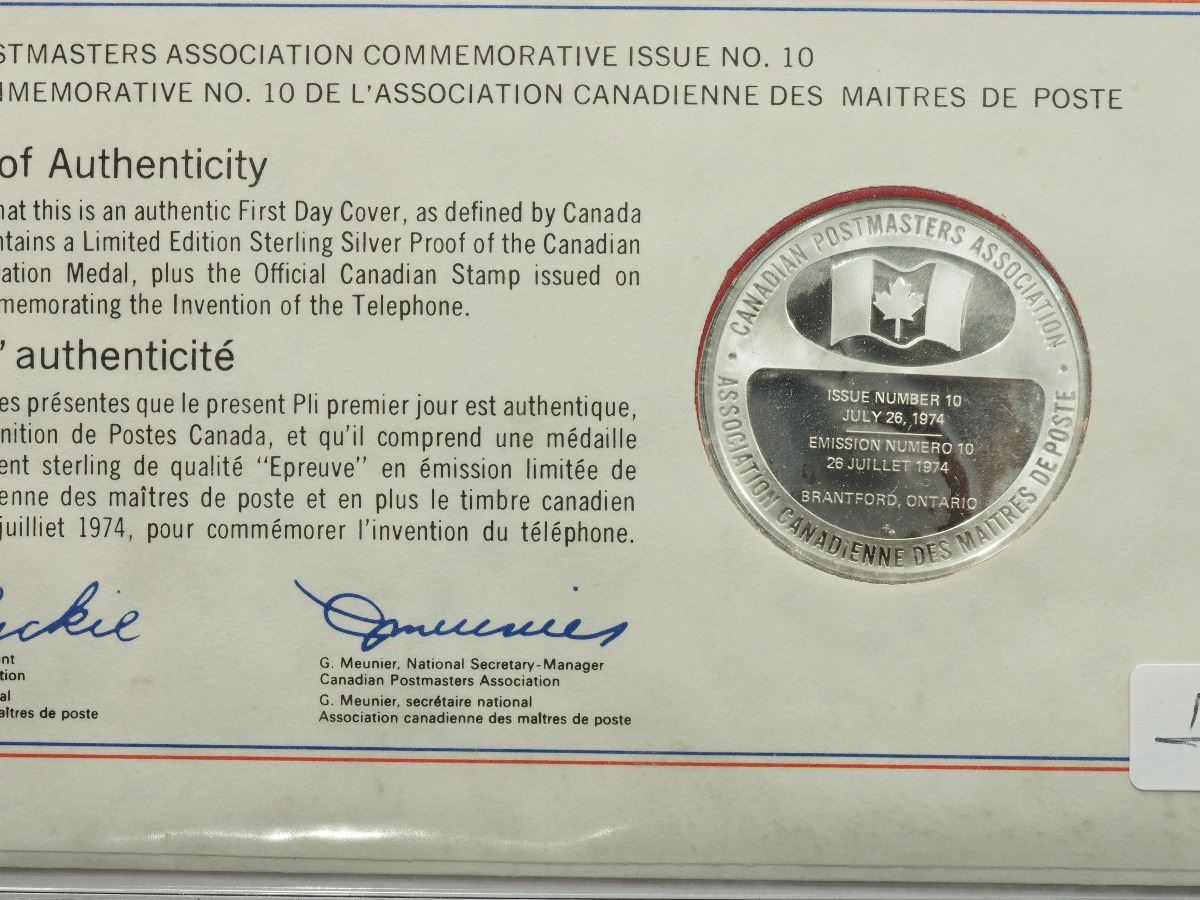 STMASTERS ASSOCIATION COMMEMORATIVE ISSUE NO. 10
MEMORATIVE NO. 10 DE L'ASSOCIATION CANADIENNE DES MAITRES DE POSTE
of Authenticity
hat this is an authentic First Day Cover, as defined by Canada
ntains a Limited Edition Sterling Silver Proof of the Canadian
ation Medal, plus the Official Canadian Stamp issued on
memorating the Invention of the Telephone.
' authenticité
es présentes que le present Pli premier jour est authentique,
nition de Postes Canada, et qu'il comprend une médaille
ent sterling de qualité “Epreuve” en émission limitée de
enne des maîtres de poste et en plus le timbre canadien
juilliet 1974, pour commémorer l'invention du téléphone.
nt
tion
al
aîtres de poste
G. Meunier, National Secretary-Manager
Canadian Postmasters Association
G. Meunier, secrétaire national
Association canadienne des maîtres de poste
CANADIAN POSTMASTERS ASSOCIATION
ISSUE NUMBER 10
JULY 26, 1974
EMISSION NUMERO 10
26 JUILLET 1974
BRANTFORD, ONTARIO
ASSOCIATION CANADIENNE DES MAITRES DE POSTE